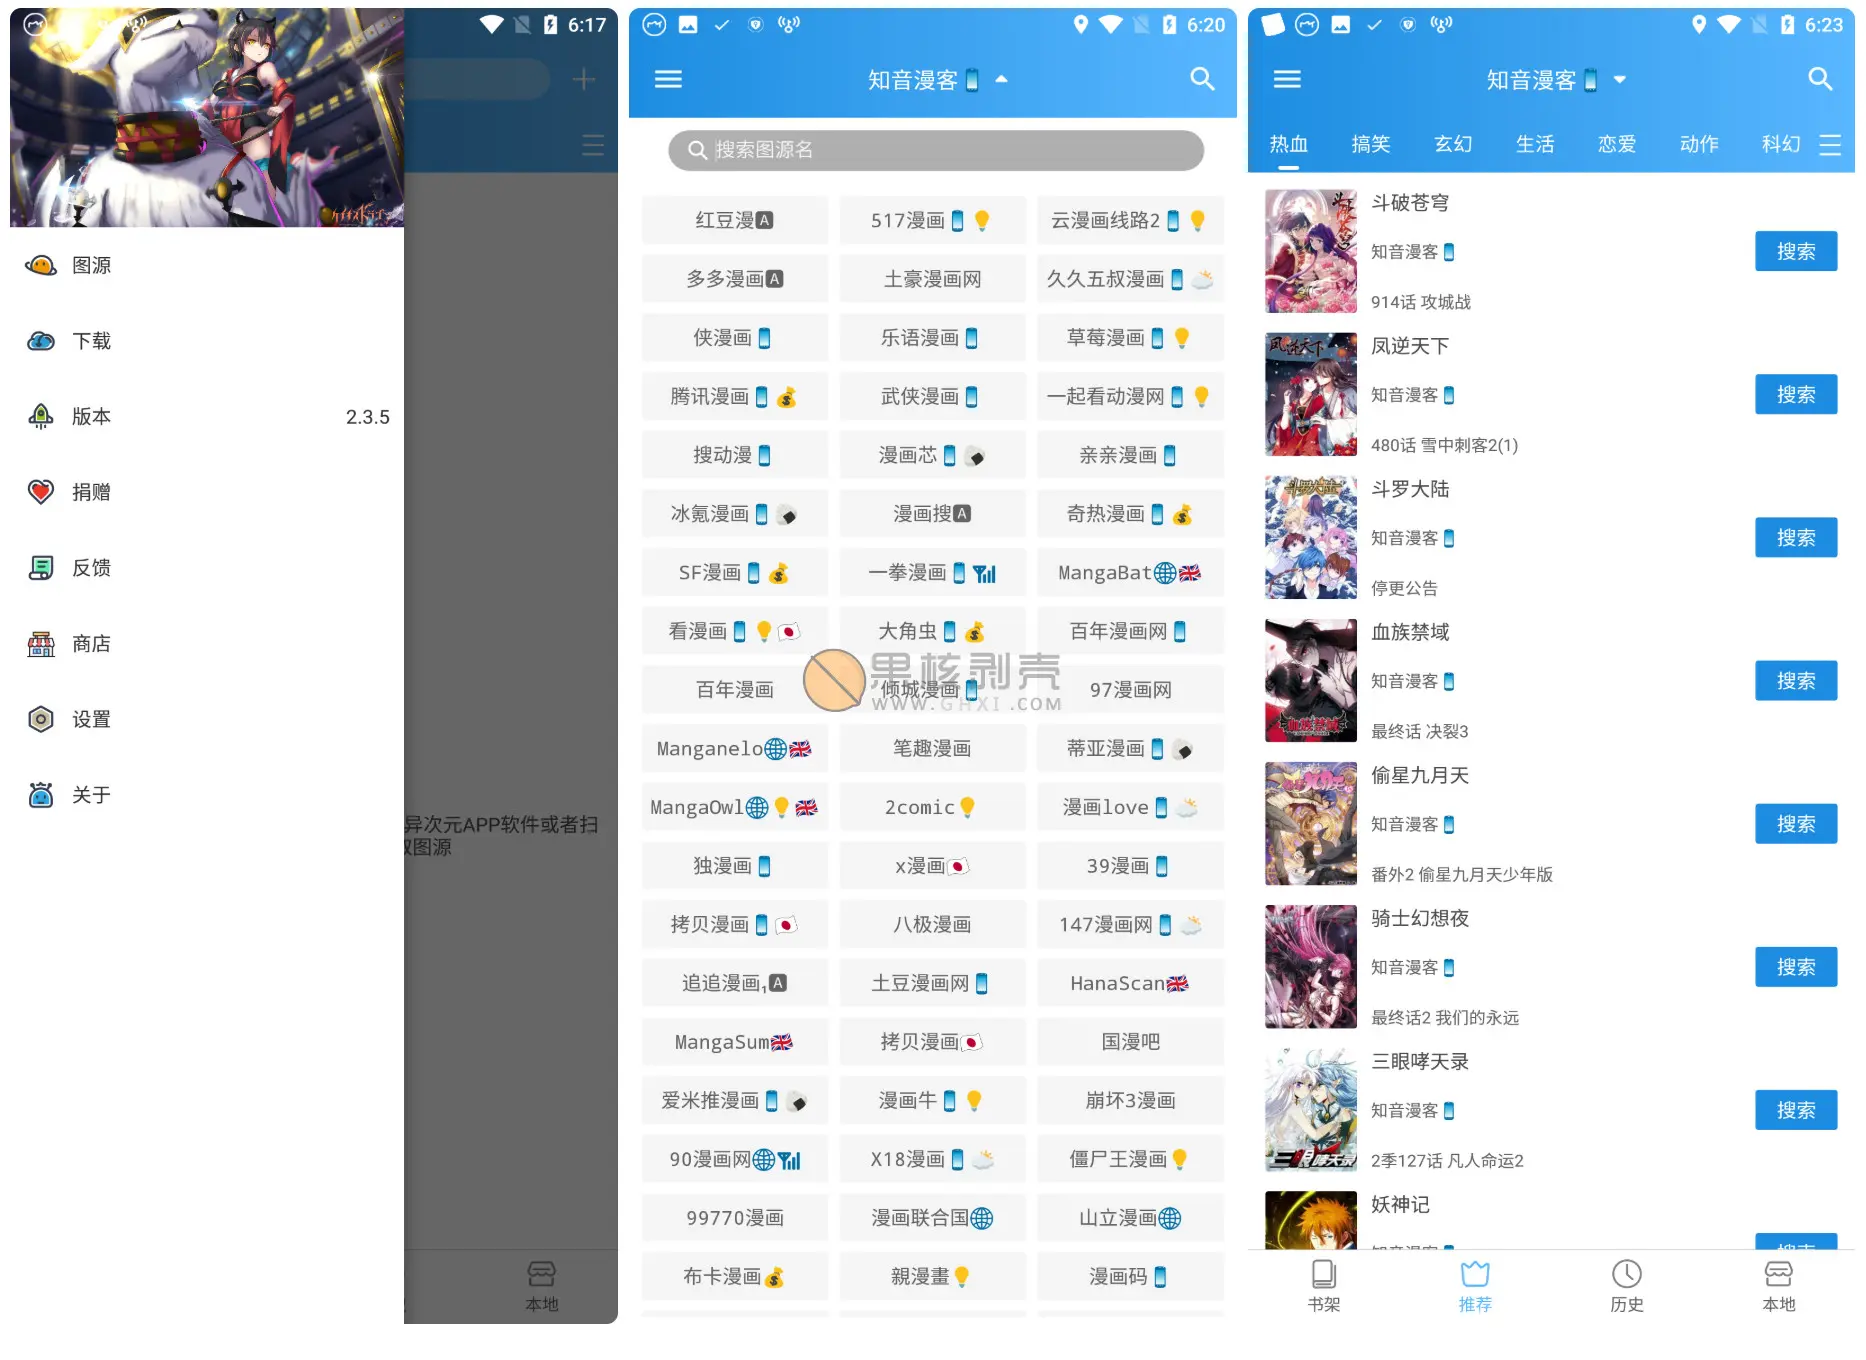 6:17
图源
下载
版本
2.3.5
捐赠
反馈
商店
设置
关于
异次元APP软件或者扫
图源
本地
6:20
知音漫客
搜索图源名
红豆漫A
517漫画
云漫画线路2
多多漫画A
土豪漫画网
久久五叔漫画
侠漫画
乐语漫画
草莓漫画
腾讯漫画
武侠漫画
一起看动漫网
搜动漫
漫画芯
亲亲漫画
冰氪漫画
漫画搜A
奇热漫画
SF漫画
一拳漫画
MangaBat
看漫画
大角虫
百年漫画网
果核剥壳
WWW.GHXI.COM
百年漫画
倾城漫画
97漫画网
Manganelo
笔趣漫画
蒂亚漫画
MangaOwl
2comic
漫画love
独漫画
x漫画
39漫画
拷贝漫画
八极漫画
147漫画网
追追漫画,A
土豆漫画网
HanaScan
MangaSum
拷贝漫画
国漫吧
爱米推漫画
漫画牛
崩坏3漫画
90漫画网
X18漫画
僵尸王漫画
99770漫画
漫画联合国
山立漫画
布卡漫画
親漫畫
漫画码
6:23
知音漫客
热血 搞笑 玄幻 生活 恋爱 动作 科幻
斗破苍穹
知音漫客
搜索
914话 攻城战
凤逆天下
知音漫客
搜索
480话 雪中刺客2(1)
斗罗大陆
知音漫客
搜索
停更公告
血族禁域
知音漫客
搜索
最终话 决裂3
偷星九月天
知音漫客
搜索
番外2 偷星九月天少年版
骑士幻想夜
知音漫客
搜索
最终话2 我们的永远
三眼哮天录
知音漫客
搜索
2季127话 凡人命运2
妖神记
知音漫客
搜索
书架
推荐
历史
本地